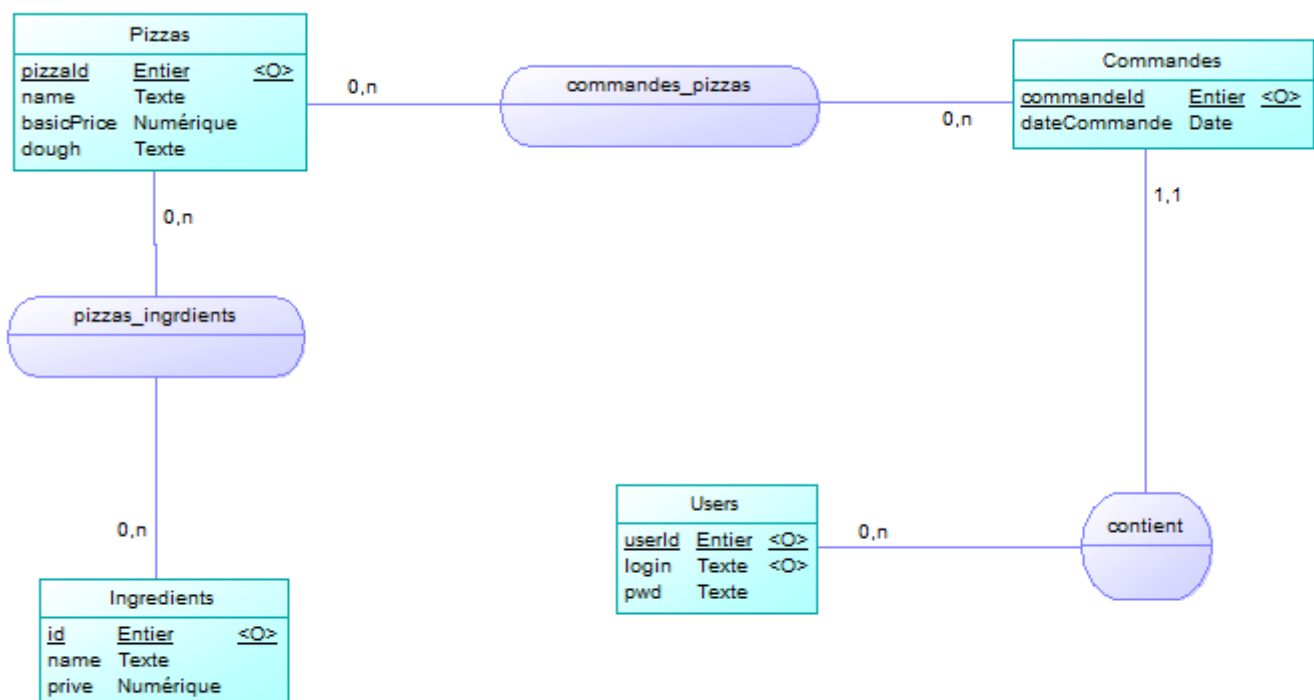 Pizzas
pizzaId Entier <O>
name Texte
basicPrice Numérique
dough Texte
0,n
commandes_pizzas
0,n
Commandes
commandeId Entier <O>
dateCommande Date
0,n
1,1
pizzas_ingrdients
0,n
Users
userId Entier <O>
login Texte <O>
pwd Texte
0,n
contient
Ingredients
id Entier <O>
name Texte
prive Numérique